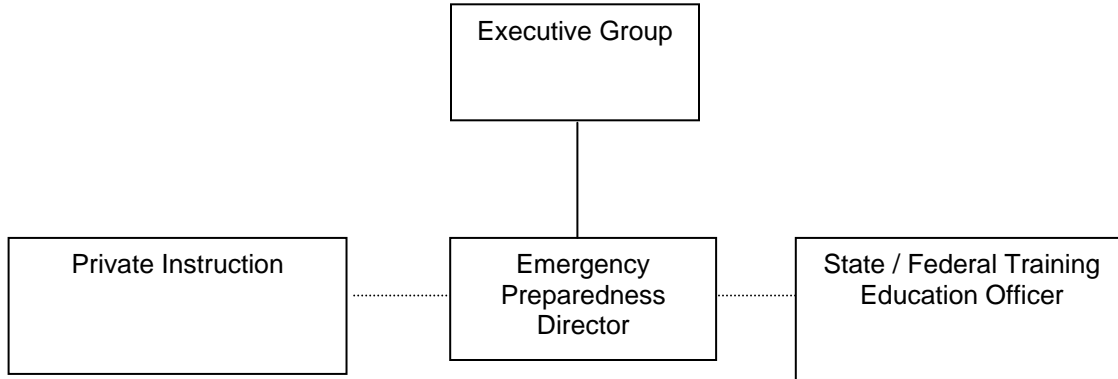 Executive Group
Private Instruction
Emergency
Preparedness
Director
State / Federal Training
Education Officer